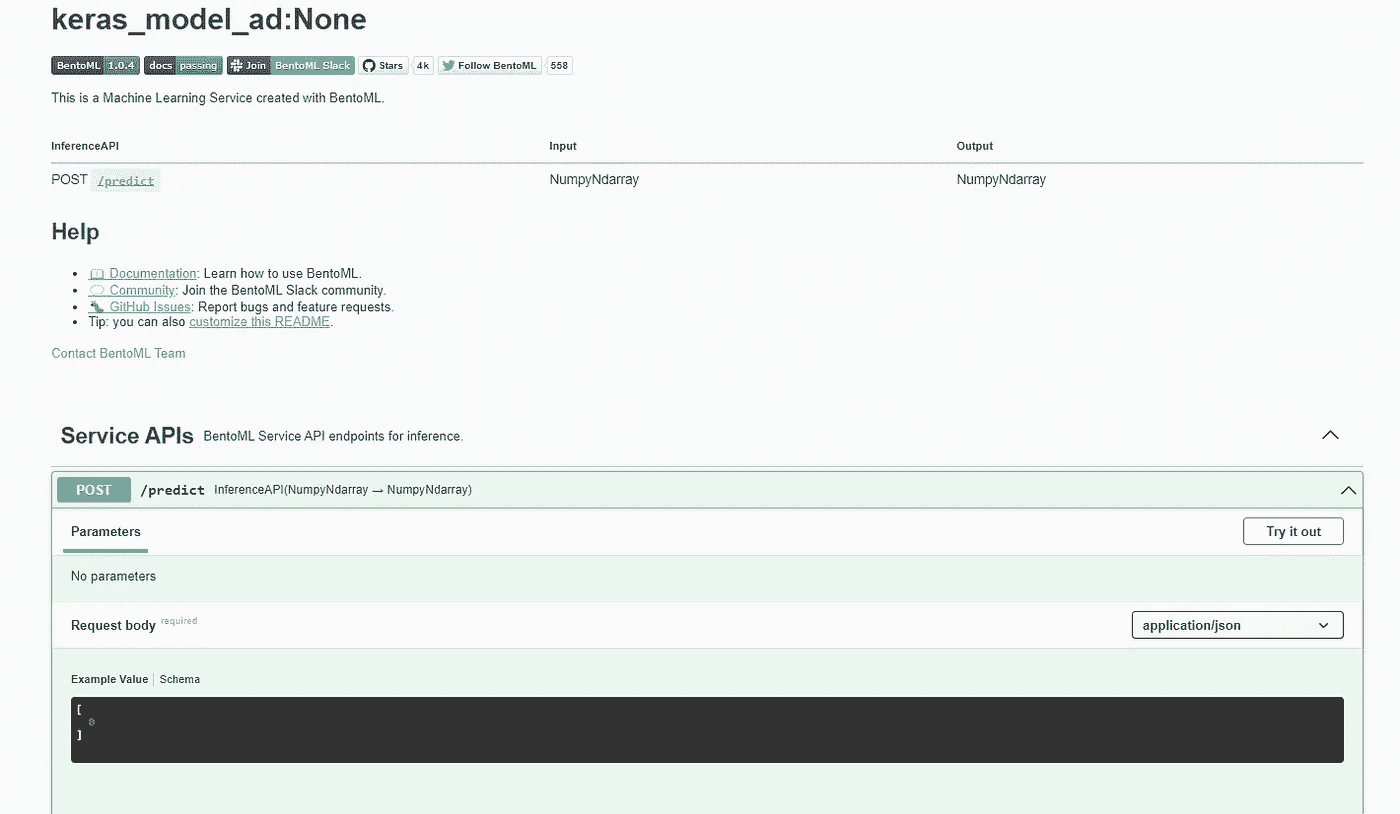 keras_model_ad:None
BentoML 1.0.4 docs passing Join BentoML Slack Stars 4k Follow BentoML 558
This is a Machine Learning Service created with BentoML.
InferenceAPI Input Output
POST /predict NumpyNdarray NumpyNdarray
Help
Documentation: Learn how to use BentoML.
Community: Join the BentoML Slack community.
GitHub Issues: Report bugs and feature requests.
Tip: you can also customize this README.
Contact BentoML Team
Service APIs BentoML Service API endpoints for inference.
POST /predict InferenceAPI(NumpyNdarray → NumpyNdarray)
Parameters Try it out
No parameters
Request body required application/json
Example Value Schema
[
0
]